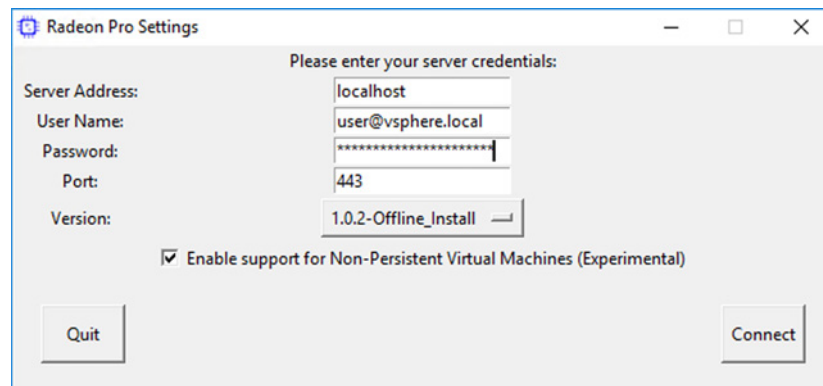 Radeon Pro Settings
Please enter your server credentials:
Server Address: localhost
User Name: user@vsphere.local
Password: **********************
Port: 443
Version: 1.0.2-Offline_Install
Enable support for Non-Persistent Virtual Machines (Experimental)
Quit Connect